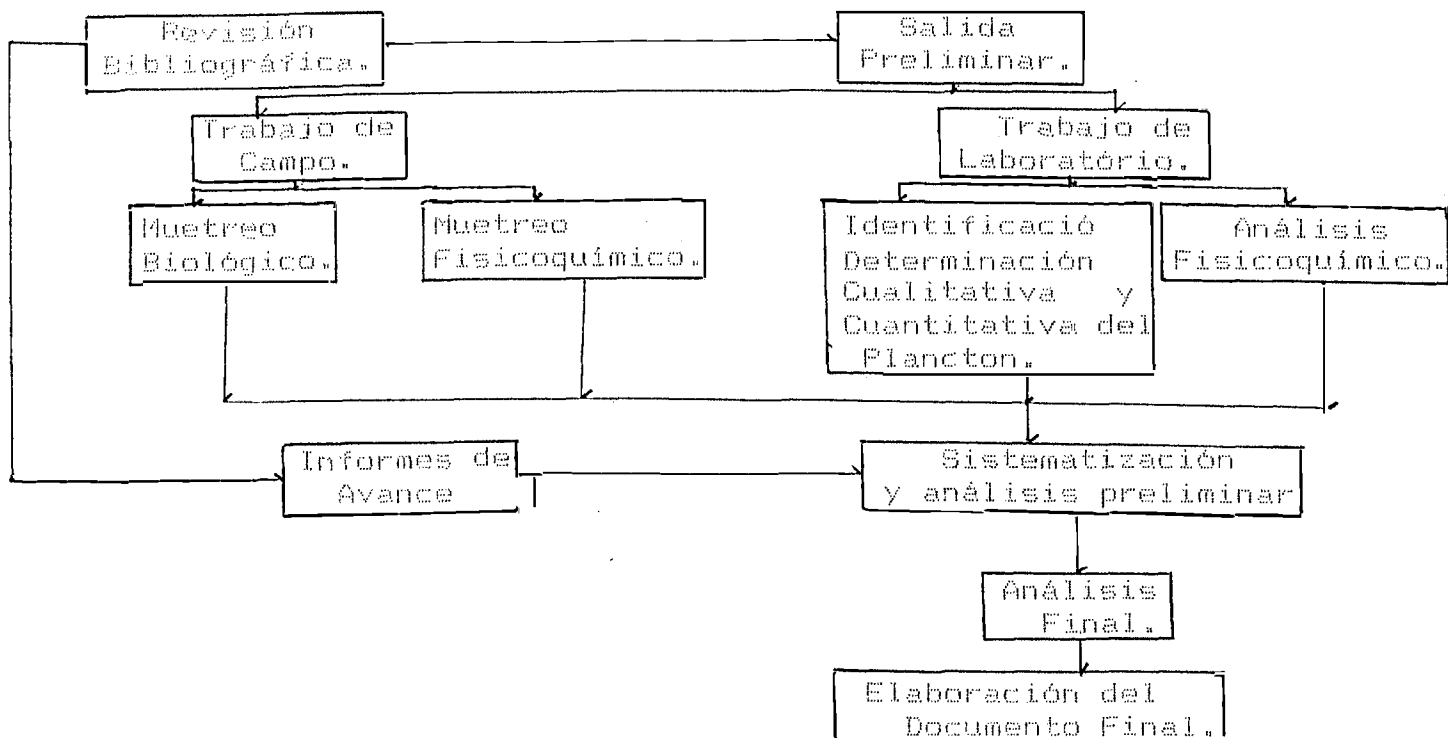 Revisión
Bibliográfica.
Salida
Preliminar.
Trabajo de
Campo.
Trabajo de
Laboratório.
Muetreo
Biológico.
Muetreo
Fisicoquímico.
Identificació
Determinación
Cualitativa y
Cuantitativa del
Plancton.
Análisis
Fisicoquímico.
Informes de
Avance
Sistematización
y análisis preliminar
Análisis
Final.
Elaboración del
Documento Final.